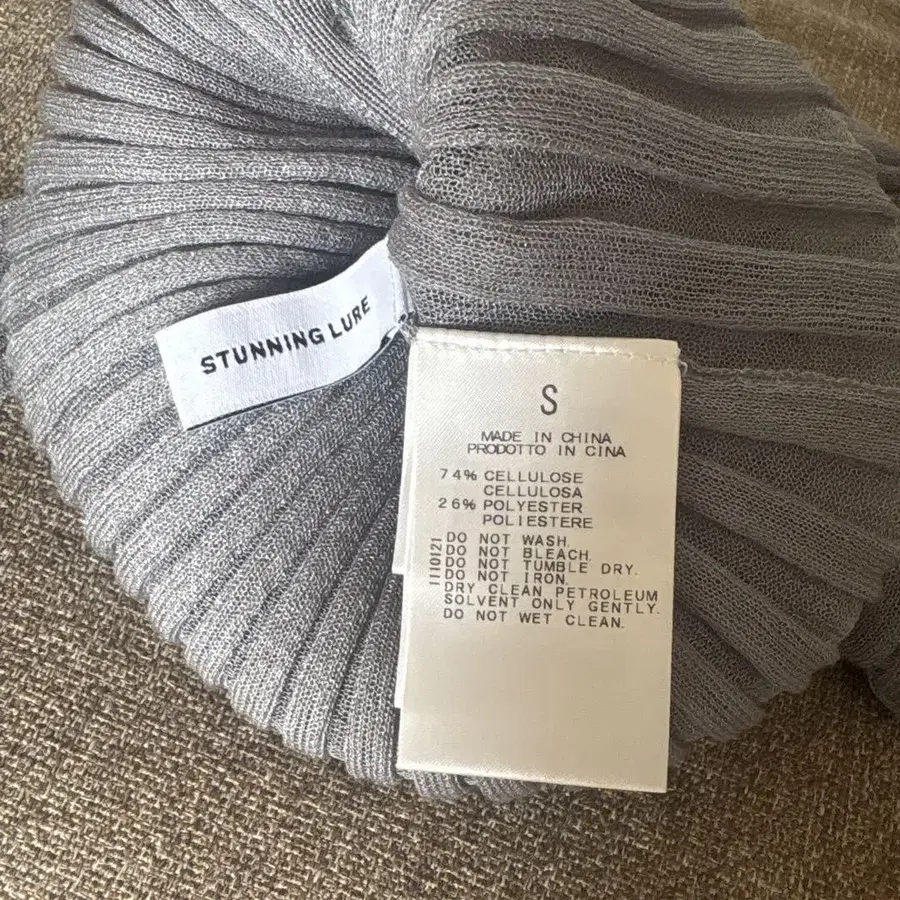 STUNNING LURE
S
MADE IN CHINA
PRODOTTO IN CINA
74% CELLULOSE
CELLULOSA
26% POLYESTER
POLIESTERE
1110121
DO NOT WASH.
DO NOT BLEACH.
DO NOT TUMBLE DRY.
DO NOT IRON.
DRY CLEAN PETROLEUM
SOLVENT ONLY GENTLY.
DO NOT WET CLEAN.